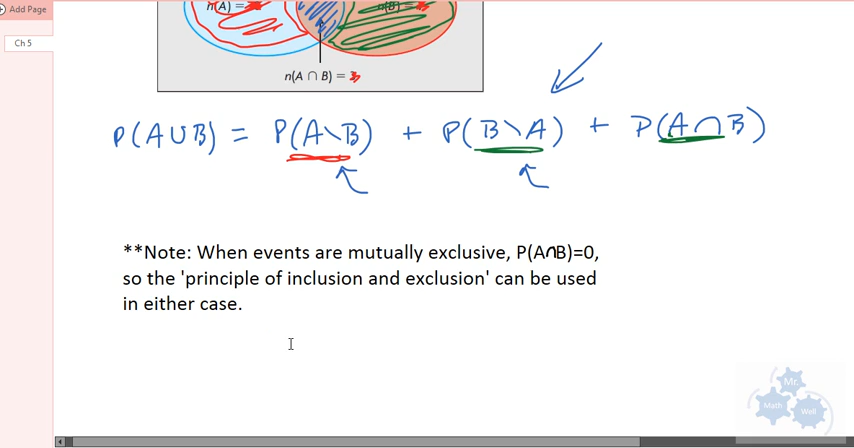 Add Page
Ch 5
n(A) =
n(B) =
n(A ∩ B) = 3
P(A∪B) = P(A\B) + P(B\A) + P(A∩B)
**Note: When events are mutually exclusive, P(A∩B)=0,
so the 'principle of inclusion and exclusion' can be used
in either case.
Mr.
Math
Well